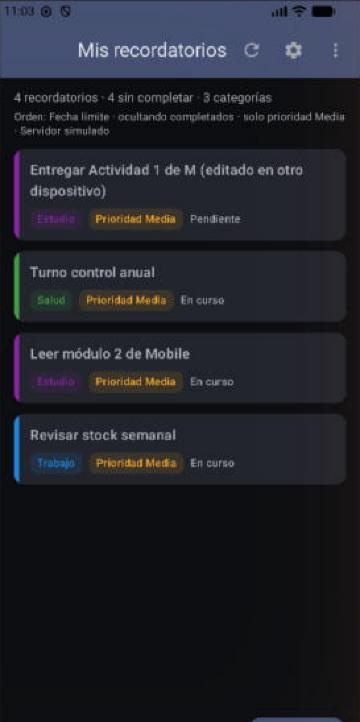 11:03
Mis recordatorios
4 recordatorios · 4 sin completar · 3 categorías
Orden: Fecha límite · ocultando completados · solo prioridad Media
· Servidor simulado
Entregar Actividad 1 de M (editado en otro
dispositivo)
Estudio Prioridad Media Pendiente
Turno control anual
Salud Prioridad Media En curso
Leer módulo 2 de Mobile
Estudio Prioridad Media En curso
Revisar stock semanal
Trabajo Prioridad Media En curso